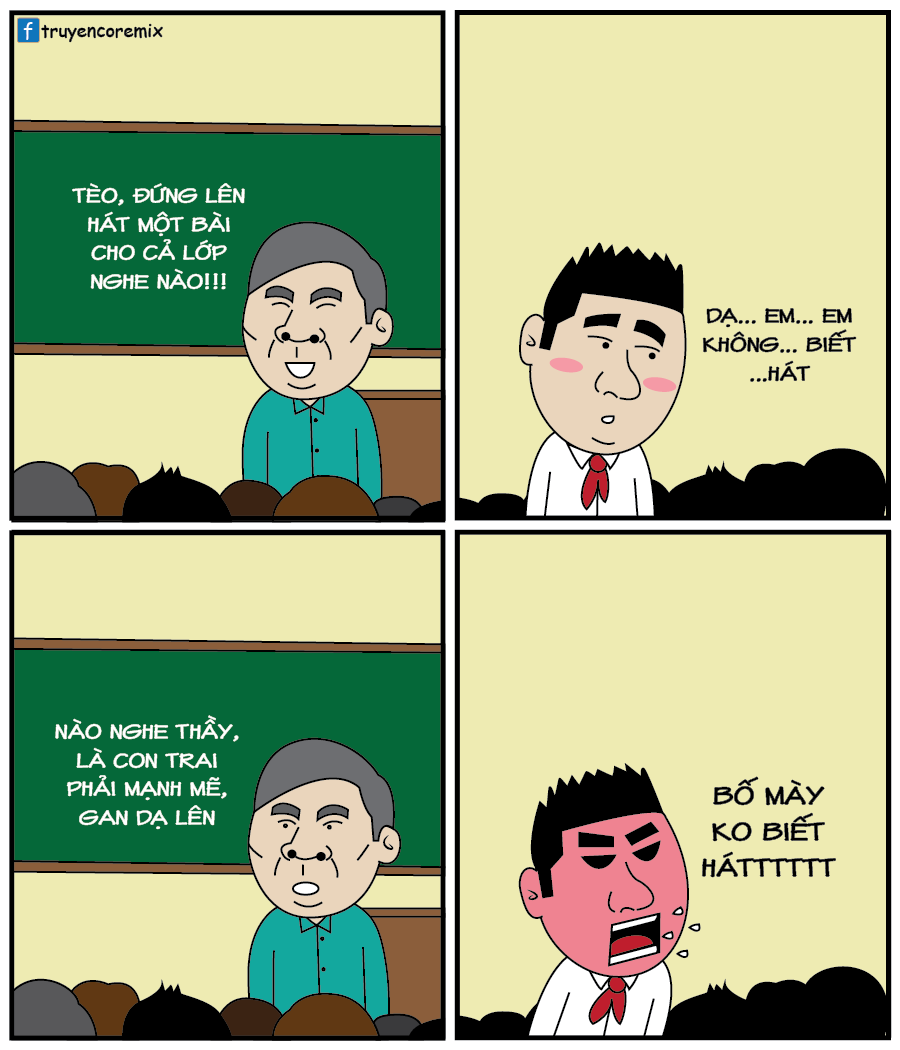 f truyencoremix
TÈO, ĐỨNG LÊN
HÁT MỘT BÀI
CHO CẢ LỚP
NGHE NÀO!!!
DẠ... EM... EM
KHÔNG... BIẾT
...HÁT
NÀO NGHE THẦY,
LÀ CON TRAI
PHẢI MẠNH MẼ,
GAN DẠ LÊN
BỐ MÀY
KO BIẾT
HÁTTTTTT